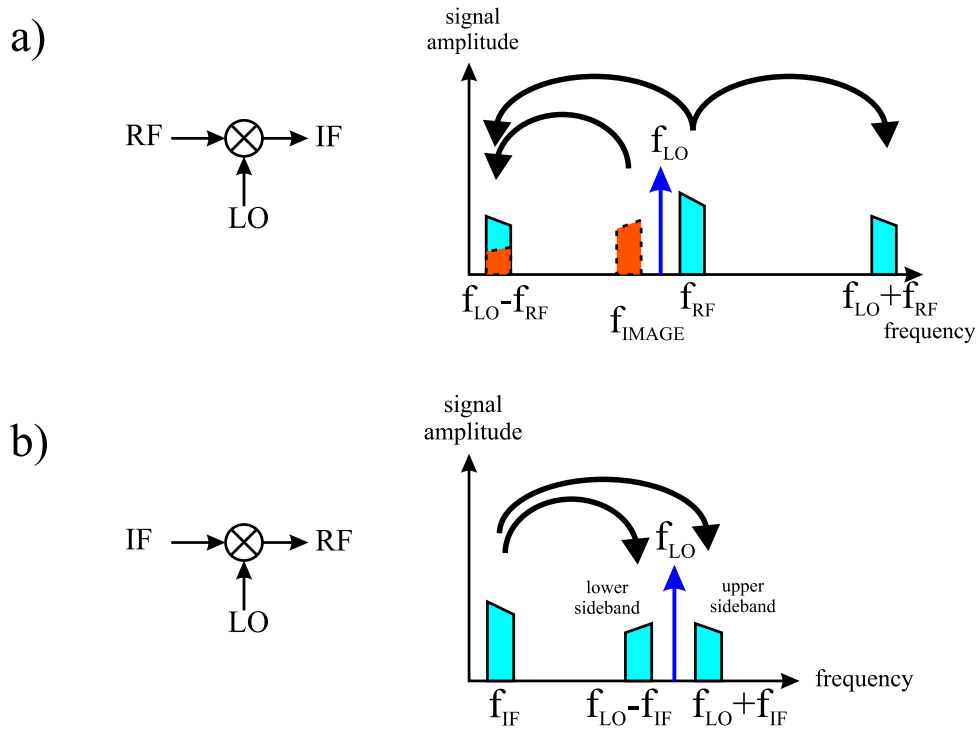 a)
signal
amplitude
RF
IF
LO
f_LO
f_LO-f_RF
f_IMAGE
f_RF
f_LO+f_RF
frequency
b)
signal
amplitude
IF
RF
LO
f_LO
lower
sideband
upper
sideband
f_IF
f_LO-f_IF
f_LO+f_IF
frequency